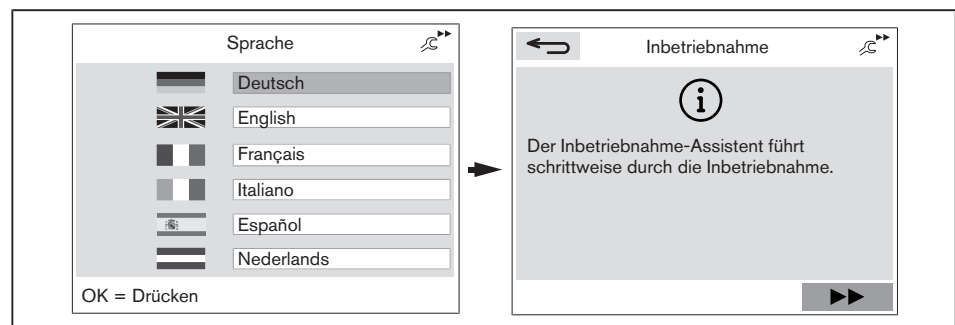 Sprache
Deutsch
English
Français
Italiano
Español
Nederlands
OK = Drücken
Inbetriebnahme
i
Der Inbetriebnahme-Assistent führt
schrittweise durch die Inbetriebnahme.